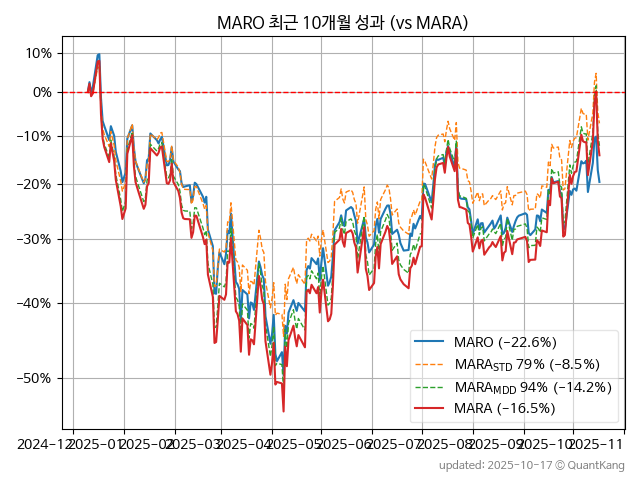 MARO 최근 10개월 성과 (vs MARA)
10%
0%
−10%
−20%
−30%
−40%
−50%
MARO (−22.6%)
MARA_STD 79% (−8.5%)
MARA_MDD 94% (−14.2%)
MARA (−16.5%)
2024−12 2025−01 2025−02 2025−03 2025−04 2025−05 2025−06 2025−07 2025−08 2025−09 2025−10 2025−11
updated: 2025-10-17 ⓒ QuantKang